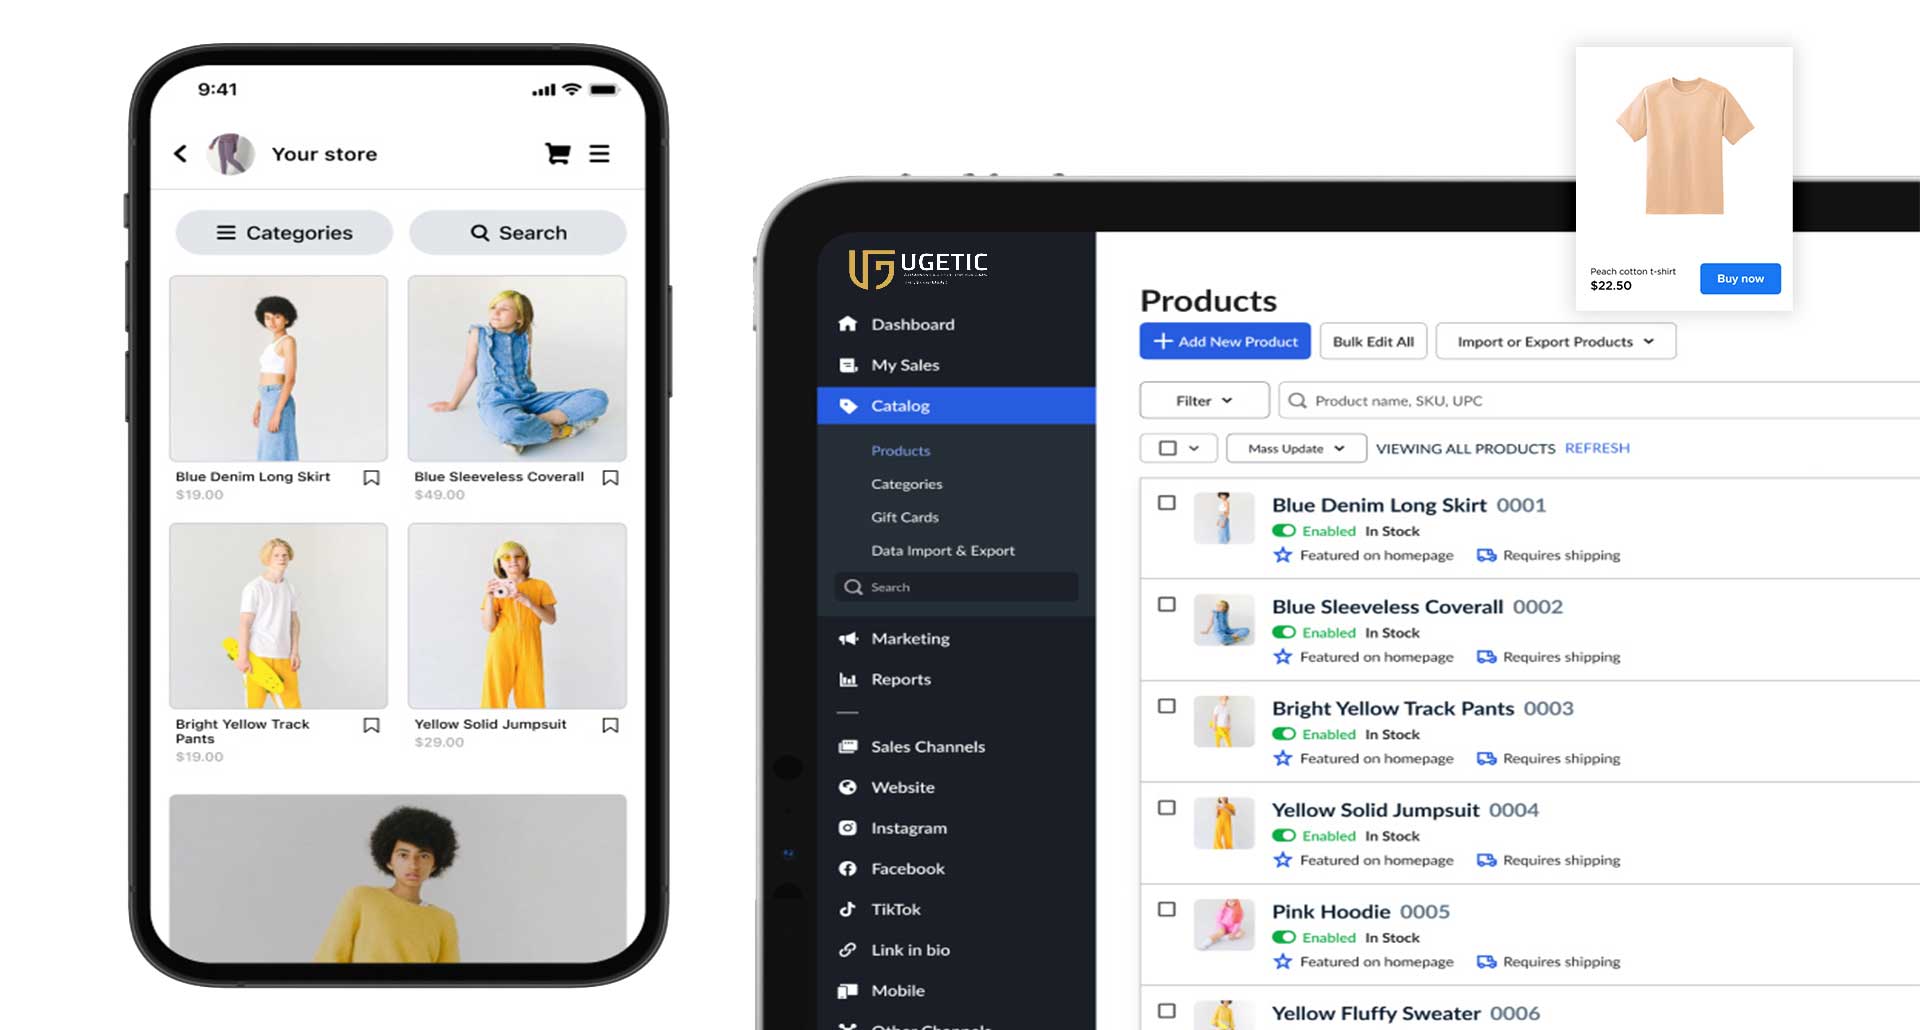 9:41
Your store
Categories
Search
Blue Denim Long Skirt
$19.00
Blue Sleeveless Coverall
$49.00
Bright Yellow Track
Pants
$19.00
Yellow Solid Jumpsuit
$29.00
UGETIC
Dashboard
My Sales
Catalog
Products
Categories
Gift Cards
Data Import & Export
Search
Marketing
Reports
Sales Channels
Website
Instagram
Facebook
TikTok
Link in bio
Mobile
Other Channels
Products
Add New Product
Bulk Edit All
Import or Export Products
Filter
Product name, SKU, UPC
Mass Update
VIEWING ALL PRODUCTS REFRESH
Blue Denim Long Skirt 0001
Enabled In Stock
Featured on homepage Requires shipping
Blue Sleeveless Coverall 0002
Enabled In Stock
Featured on homepage Requires shipping
Bright Yellow Track Pants 0003
Enabled In Stock
Featured on homepage Requires shipping
Yellow Solid Jumpsuit 0004
Enabled In Stock
Featured on homepage Requires shipping
Pink Hoodie 0005
Enabled In Stock
Featured on homepage Requires shipping
Yellow Fluffy Sweater 0006
Peach cotton t-shirt
$22.50
Buy now